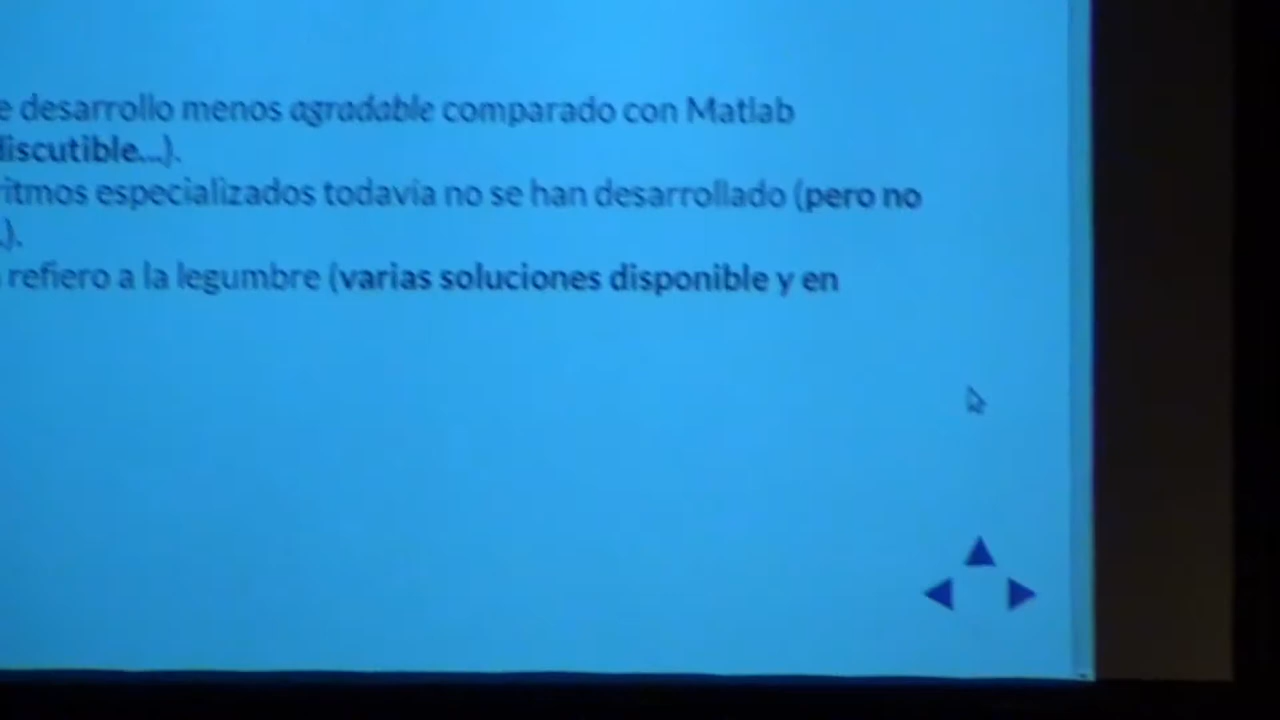 e desarrollo menos agradable comparado con Matlab
discutible...).
ritmos especializados todavía no se han desarrollado (pero no
.).
refiero a la legumbre (varias soluciones disponible y en